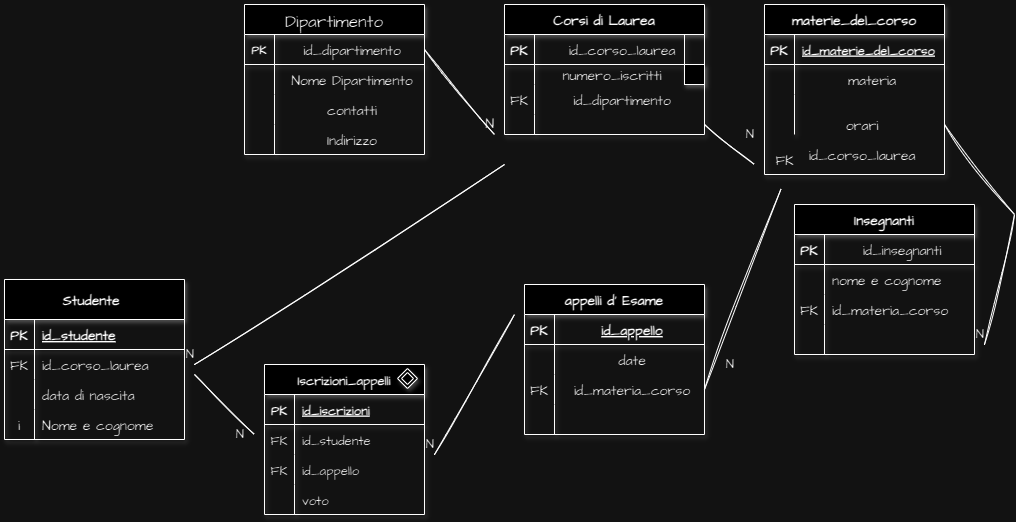 Dipartimento
PK id_dipartimento
Nome Dipartimento
contatti
Indirizzo
N
Corsi di Laurea
PK id_corso_laurea
numero_iscritti
FK id_dipartimento
N
materie_del_corso
PK id_materie_del_corso
materia
orari
FK id_corso_laurea
Insegnanti
PK id_insegnanti
nome e cognome
FK id_materia_corso
N
Studente
PK id_studente
FK id_corso_laurea
data di nascita
i Nome e cognome
N
N
Iscrizioni_appelli
PK id_iscrizioni
FK id_studente
FK id_appello
voto
N
appelli d' Esame
PK id_appello
date
FK id_materia_corso
N